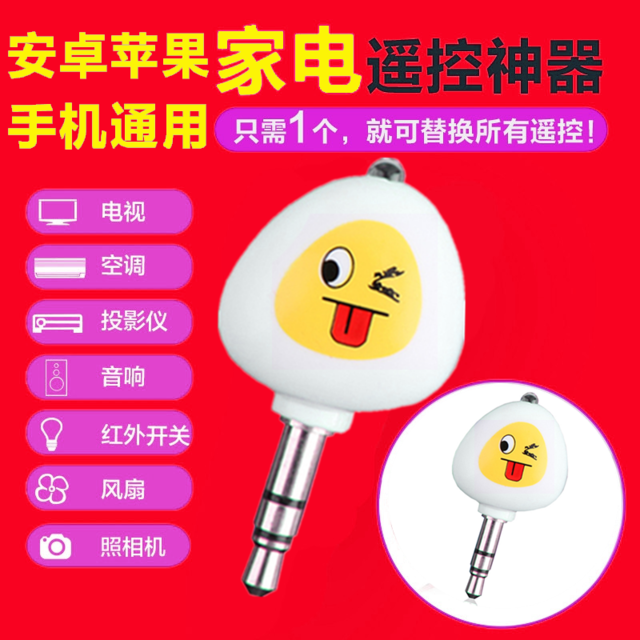 安卓苹果家电遥控神器
手机通用
只需1个，就可替换所有遥控！
电视
空调
投影仪
音响
红外开关
风扇
照相机